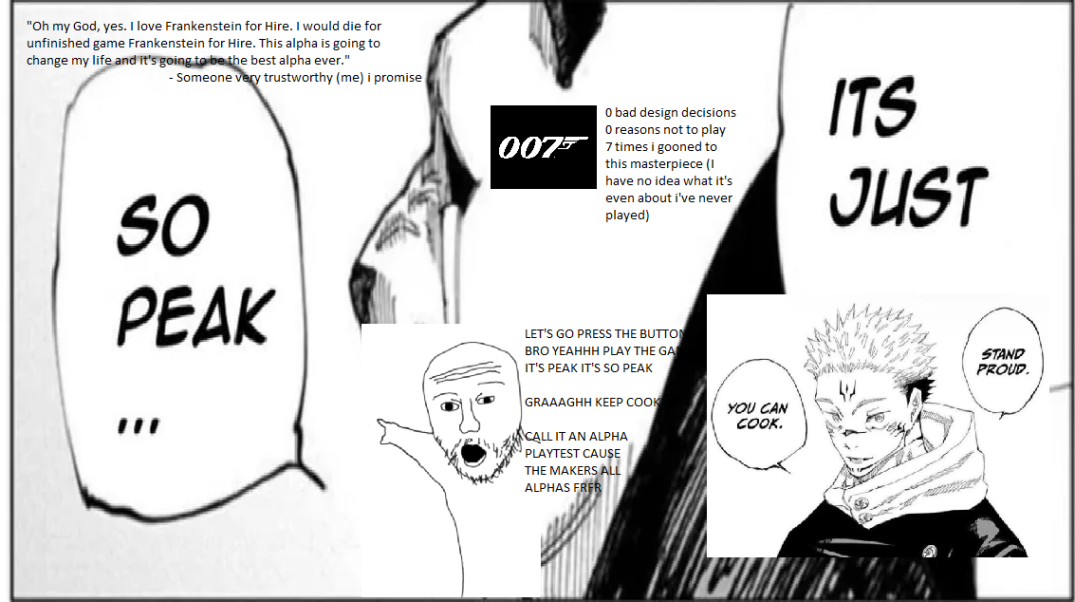 "Oh my God, yes. I love Frankenstein for Hire. I would die for
unfinished game Frankenstein for Hire. This alpha is going to
change my life and it's going to be the best alpha ever."
- Someone very trustworthy (me) i promise
ITS
JUST
SO
PEAK
...
007
0 bad design decisions
0 reasons not to play
7 times i gooned to
this masterpiece (I
have no idea what it's
even about i've never
played)
LET'S GO PRESS THE BUTTON
BRO YEAHHH PLAY THE
IT'S PEAK IT'S SO PEAK
GRAAAGHH KEEP COOK
CALL IT AN ALPHA
PLAYTEST CAUSE
THE MAKERS ALL
ALPHAS FRFR
STAND
PROUD.
YOU CAN
COOK.